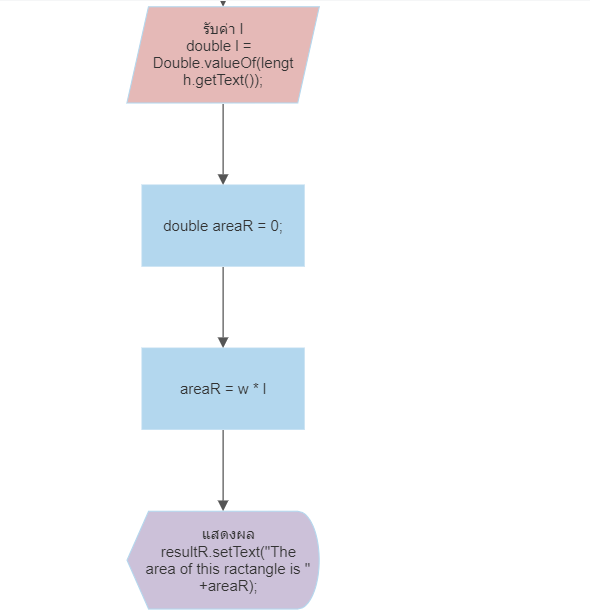 รับค่า l
double l =
Double.valueOf(lengt
h.getText());
double areaR = 0;
areaR = w * l
แสดงผล
resultR.setText("The
area of this ractangle is "
+areaR);